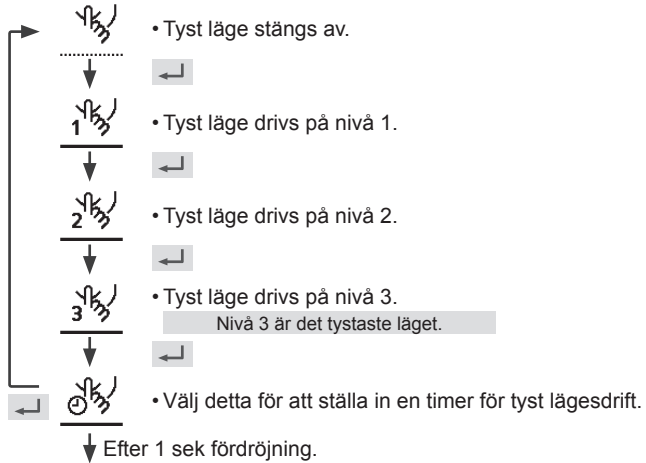 • Tyst läge stängs av.
1
• Tyst läge drivs på nivå 1.
2
• Tyst läge drivs på nivå 2.
3
• Tyst läge drivs på nivå 3.
Nivå 3 är det tystaste läget.
• Välj detta för att ställa in en timer för tyst lägesdrift.
Efter 1 sek fördröjning.